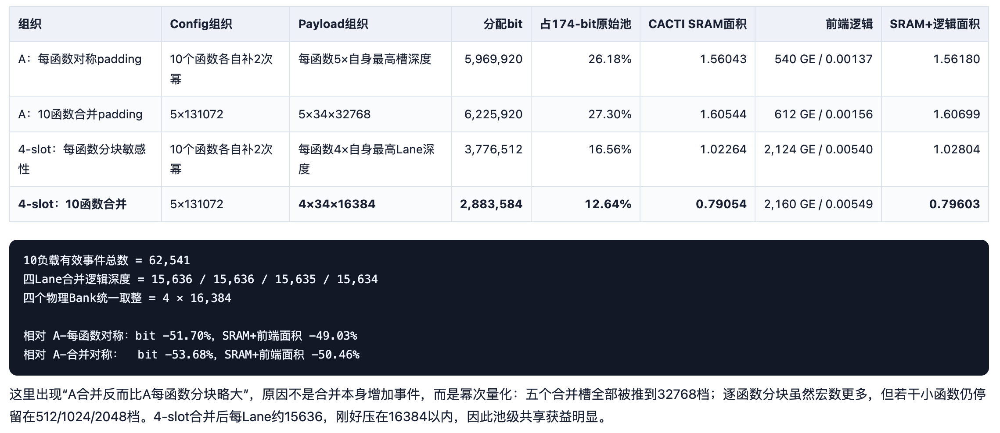 组织 Config组织 Payload组织 分配bit 占174-bit原始池 CACTI SRAM面积 前端逻辑 SRAM+逻辑面积
A：每函数对称padding 10个函数各自补2次幂 每函数5×自身最高槽深度 5,969,920 26.18% 1.56043 540 GE / 0.00137 1.56180
A：10函数合并padding 5×131072 5×34×32768 6,225,920 27.30% 1.60544 612 GE / 0.00156 1.60699
4-slot：每函数分块敏感性 10个函数各自补2次幂 每函数4×自身最高Lane深度 3,776,512 16.56% 1.02264 2,124 GE / 0.00540 1.02804
4-slot：10函数合并 5×131072 4×34×16384 2,883,584 12.64% 0.79054 2,160 GE / 0.00549 0.79603
10负载有效事件总数 = 62,541
四Lane合并逻辑深度 = 15,636 / 15,636 / 15,635 / 15,634
四个物理Bank统一取整 = 4 × 16,384
相对 A-每函数对称：bit -51.70%，SRAM+前端面积 -49.03%
相对 A-合并对称： bit -53.68%，SRAM+前端面积 -50.46%
这里出现“A合并反而比A每函数分块略大”，原因不是合并本身增加事件，而是幂次量化：五个合并槽全部被推到32768档；逐函数分块虽然宏数更多，但若干小函数仍停
留在512/1024/2048档。4-slot合并后每Lane约15636，刚好压在16384以内，因此池级共享获益明显。